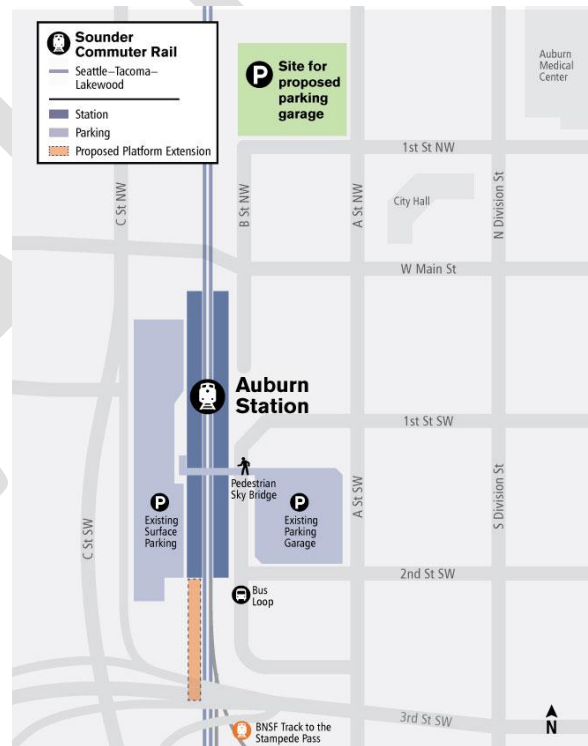 Sounder
Commuter Rail
Seattle–Tacoma–
Lakewood
Station
Parking
Proposed Platform Extension
P
Site for
proposed
parking
garage
Auburn
Medical
Center
1st St NW
C St NW
B St NW
A St NW
City Hall
N Division St
W Main St
Auburn
Station
1st St SW
Pedestrian
Sky Bridge
P
Existing
Surface
Parking
P
Existing
Parking
Garage
C St SW
A St SW
S Division St
2nd St SW
Bus
Loop
3rd St SW
BNSF Track to the
Stampede Pass
N